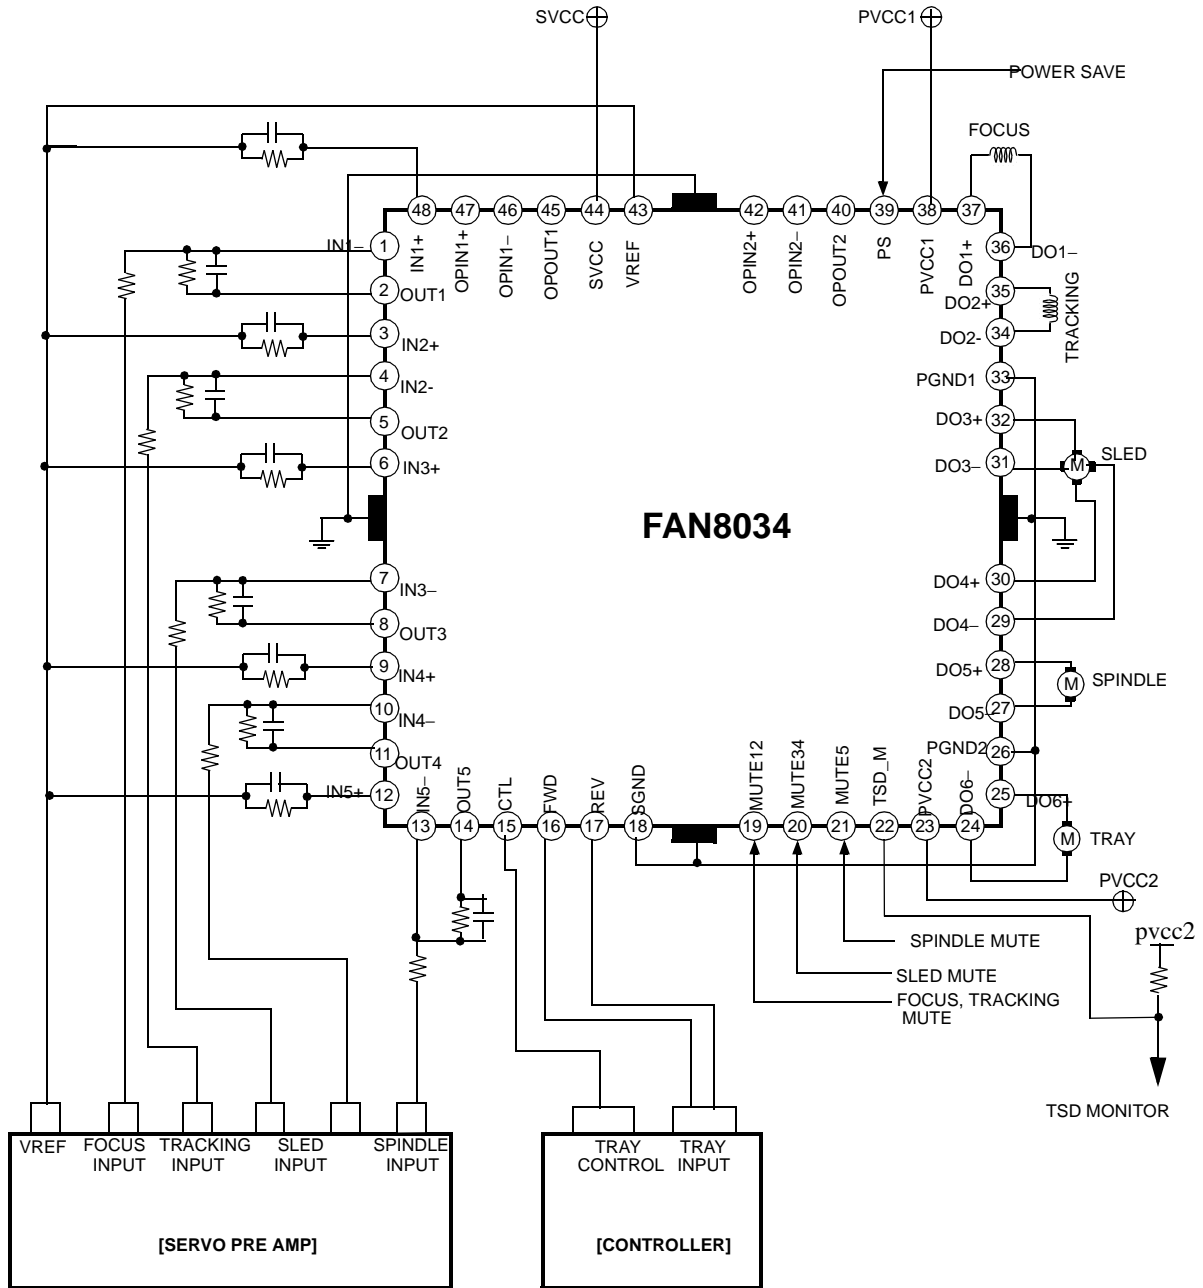 SVCC
PVCC1
POWER SAVE
FOCUS
48 47 46 45 44 43 42 41 40 39 38 37
IN1+
OPIN1+
OPIN1−
OPOUT1
SVCC
VREF
OPIN2+
OPIN2−
OPOUT2
PS
PVCC1
DO1+
IN1− 1
36 DO1−
2 OUT1
35 DO2+
TRACKING
3 IN2+
34 DO2-
4 IN2-
PGND1 33
5 OUT2
DO3+ 32
6 IN3+
DO3− 31
M SLED
FAN8034
7 IN3−
DO4+ 30
8 OUT3
DO4− 29
9 IN4+
DO5+ 28
M SPINDLE
10 IN4−
DO5− 27
11 OUT4
PGND2 26
IN5+ 12
25 DO6+
IN5−
OUT5
CTL
FWD
REV
SGND
MUTE12
MUTE34
MUTE5
TSD_M
PVCC2
DO6−
13 14 15 16 17 18 19 20 21 22 23 24
M TRAY
PVCC2
pvcc2
SPINDLE MUTE
SLED MUTE
FOCUS, TRACKING
MUTE
TSD MONITOR
VREF
FOCUS
INPUT
TRACKING
INPUT
SLED
INPUT
SPINDLE
INPUT
TRAY
CONTROL
TRAY
INPUT
[SERVO PRE AMP]
[CONTROLLER]